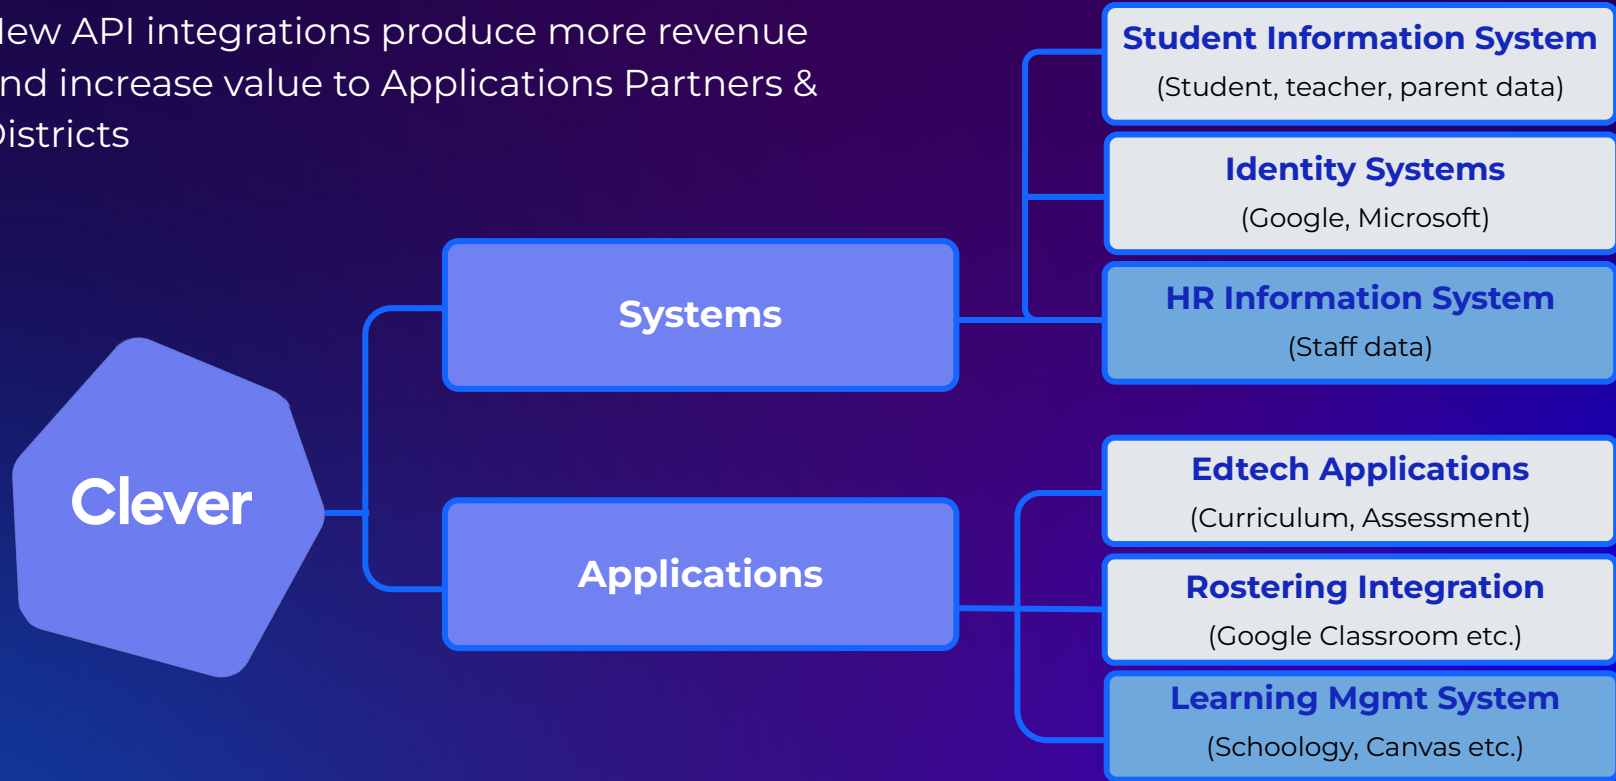 ew API integrations produce more revenue
nd increase value to Applications Partners &
istricts
Student Information System
(Student, teacher, parent data)
Identity Systems
(Google, Microsoft)
HR Information System
(Staff data)
Systems
Clever
Applications
Edtech Applications
(Curriculum, Assessment)
Rostering Integration
(Google Classroom etc.)
Learning Mgmt System
(Schoology, Canvas etc.)